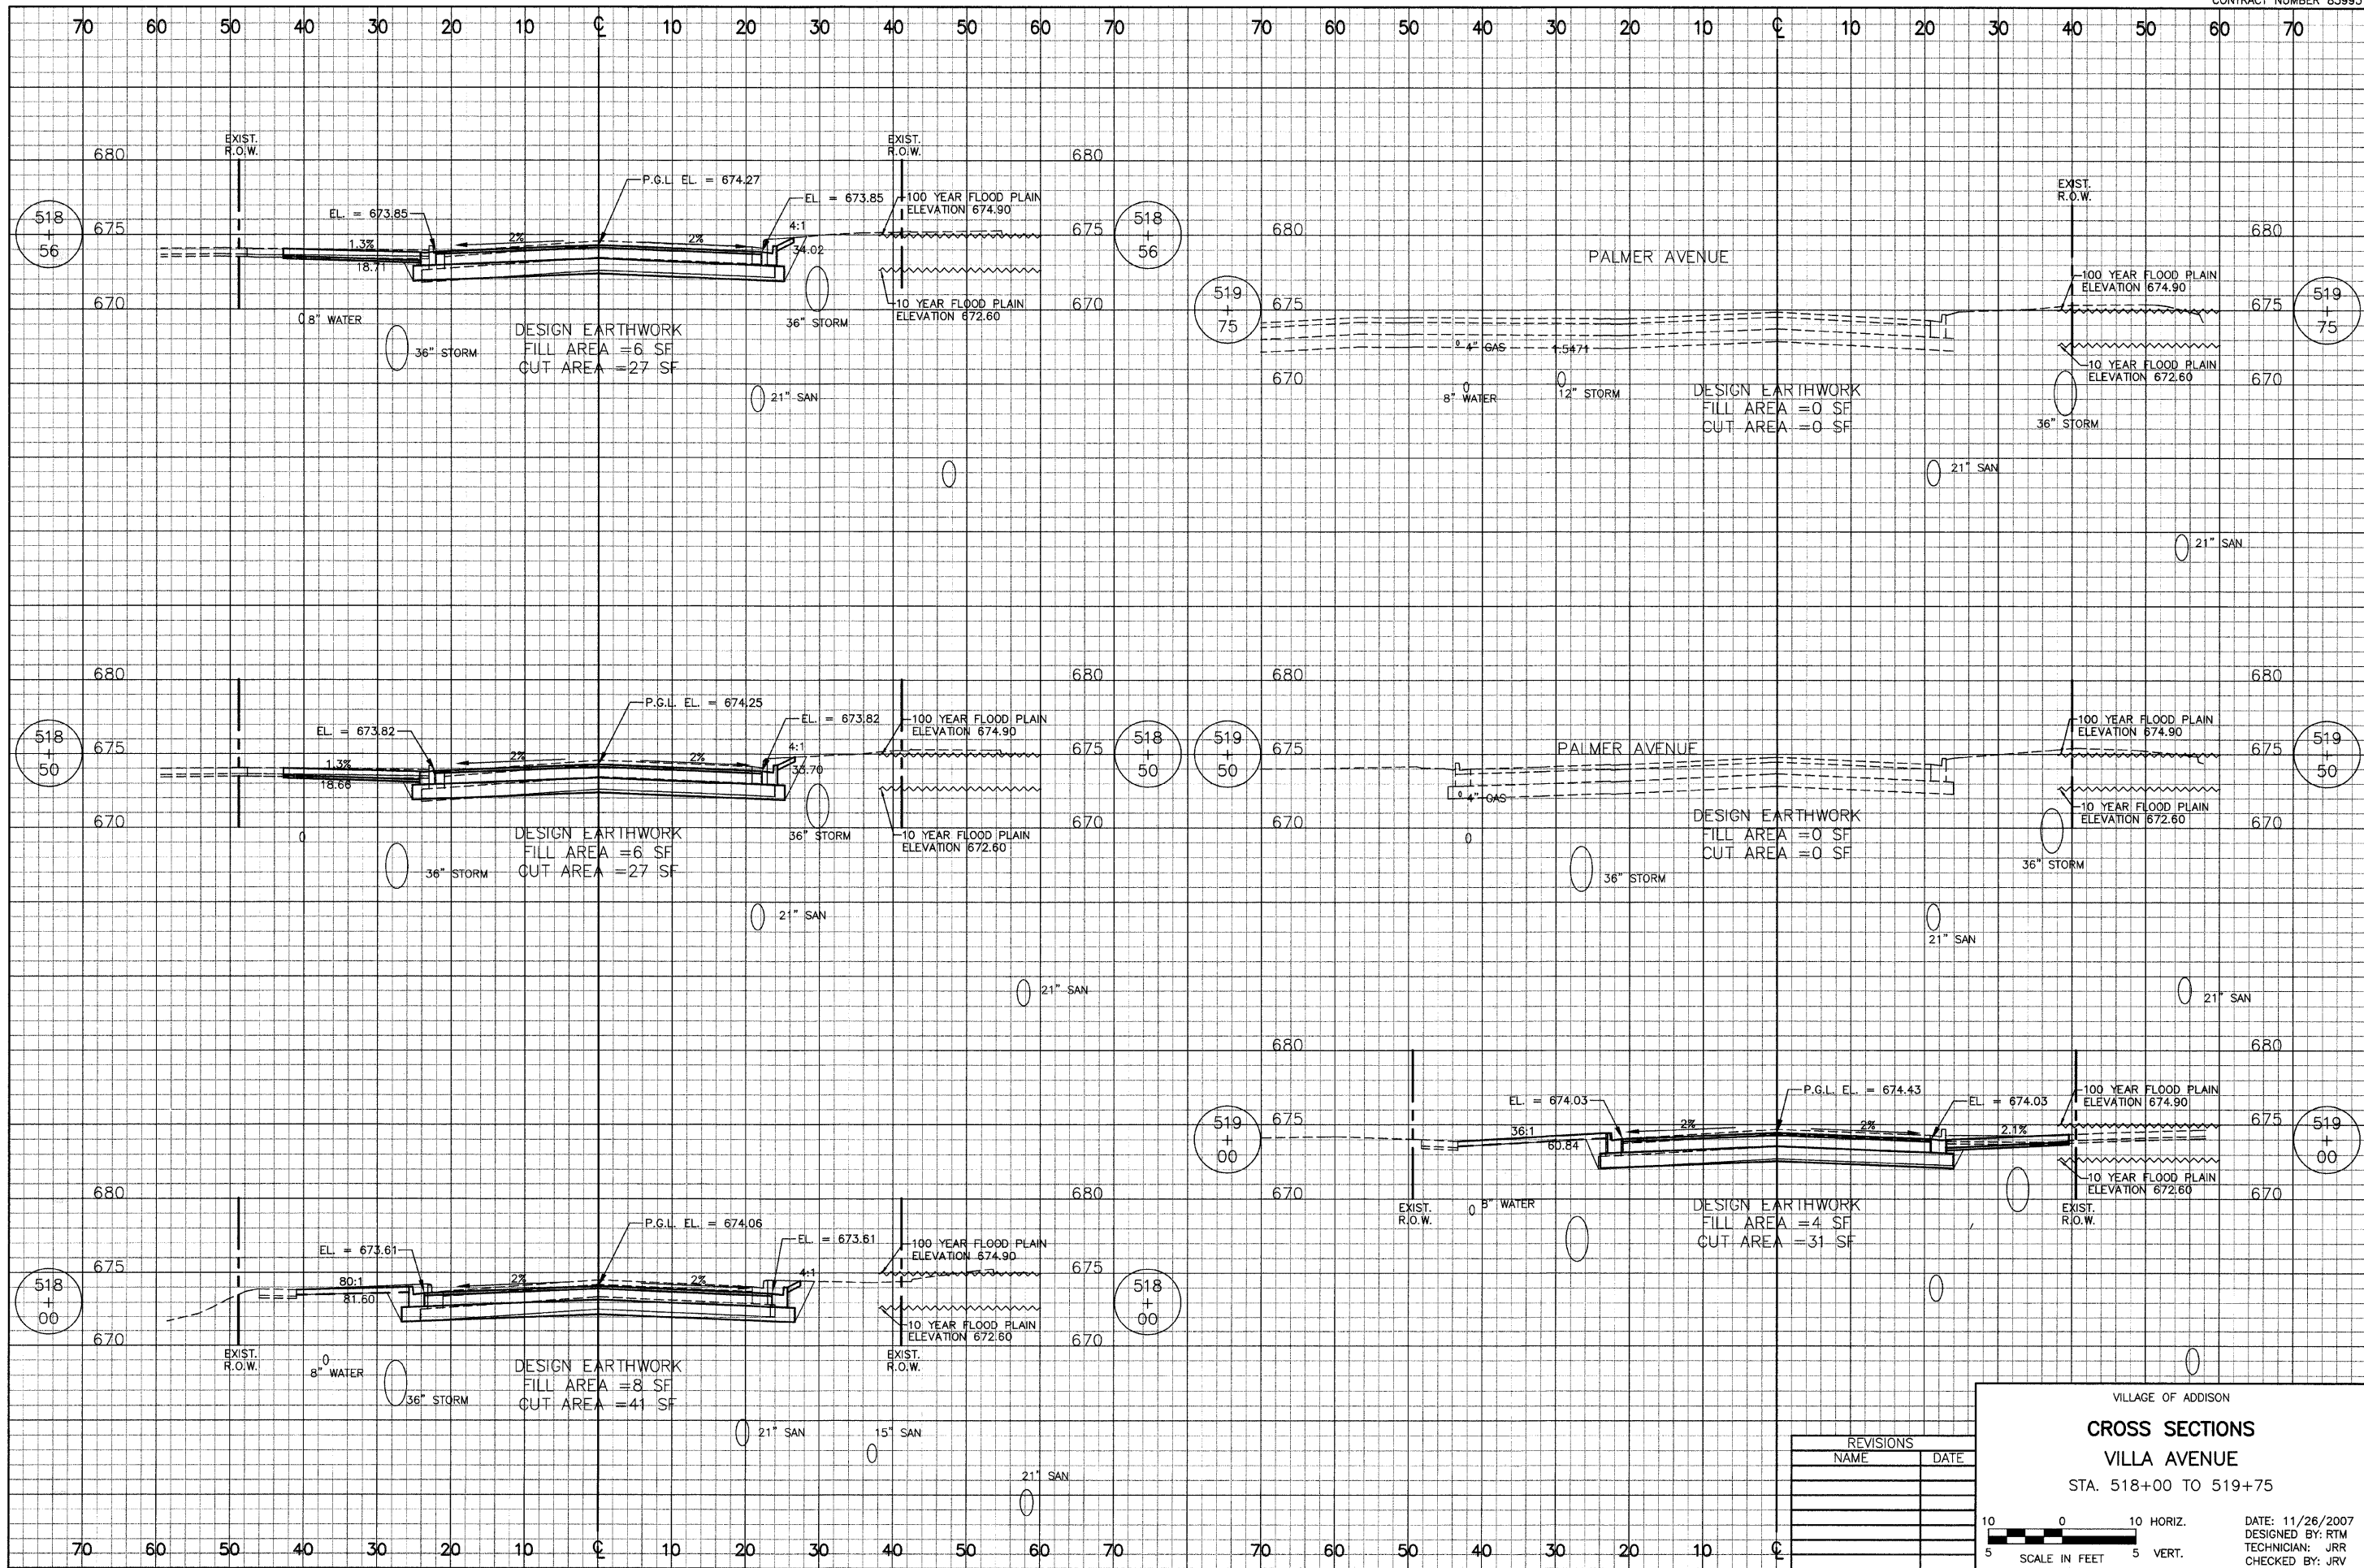 CONTRACT NUMBER 83993
70 60 50 40 30 20 10 ℄ 10 20 30 40 50 60 70 60 50 40 30 20 10 ℄ 10 20 30 40 50 60 70
EXIST.
R.O.W.
EXIST.
R.O.W.
680
680
P.G.L. EL. = 674.27
EL. = 673.85
EL. = 673.85
100 YEAR FLOOD PLAIN
ELEVATION 674.90
518
+
56
675
1.3%
2%
2%
4:1
675
518
+
56
18.71
34.02
670
10 YEAR FLOOD PLAIN
ELEVATION 672.60
670
8" WATER
36" STORM
36" STORM
DESIGN EARTHWORK
FILL AREA =6 SF
CUT AREA =27 SF
21" SAN
EXIST.
R.O.W.
680
680
PALMER AVENUE
100 YEAR FLOOD PLAIN
ELEVATION 674.90
519
+
75
675
675
519
+
75
4" GAS
1.5471
10 YEAR FLOOD PLAIN
ELEVATION 672.60
670
670
8" WATER
12" STORM
DESIGN EARTHWORK
FILL AREA =0 SF
CUT AREA =0 SF
36" STORM
21" SAN
21" SAN
680
680
P.G.L. EL. = 674.25
EL. = 673.82
EL. = 673.82
100 YEAR FLOOD PLAIN
ELEVATION 674.90
518
+
50
675
1.3%
2%
2%
4:1
675
518
+
50
18.66
670
10 YEAR FLOOD PLAIN
ELEVATION 672.60
670
36" STORM
36" STORM
DESIGN EARTHWORK
FILL AREA =6 SF
CUT AREA =27 SF
21" SAN
21" SAN
680
680
PALMER AVENUE
100 YEAR FLOOD PLAIN
ELEVATION 674.90
519
+
50
675
675
519
+
50
4" GAS
10 YEAR FLOOD PLAIN
ELEVATION 672.60
670
670
DESIGN EARTHWORK
FILL AREA =0 SF
CUT AREA =0 SF
36" STORM
36" STORM
21" SAN
21" SAN
680
680
P.G.L. EL. = 674.43
EL. = 674.03
EL. = 674.03
100 YEAR FLOOD PLAIN
ELEVATION 674.90
519
+
00
675
36:1
2%
2%
2.1%
675
519
+
00
60.84
10 YEAR FLOOD PLAIN
ELEVATION 672.60
670
670
EXIST.
R.O.W.
8" WATER
EXIST.
R.O.W.
DESIGN EARTHWORK
FILL AREA =4 SF
CUT AREA =31 SF
680
680
P.G.L. EL. = 674.06
EL. = 673.61
EL. = 673.61
100 YEAR FLOOD PLAIN
ELEVATION 674.90
518
+
00
675
80:1
2%
2%
4:1
675
518
+
00
81.60
670
10 YEAR FLOOD PLAIN
ELEVATION 672.60
670
EXIST.
R.O.W.
8" WATER
36" STORM
EXIST.
R.O.W.
DESIGN EARTHWORK
FILL AREA =8 SF
CUT AREA =41 SF
21" SAN
15" SAN
21" SAN
REVISIONS
NAME DATE
VILLAGE OF ADDISON
CROSS SECTIONS
VILLA AVENUE
STA. 518+00 TO 519+75
10 0 10 HORIZ.
5 5 VERT.
SCALE IN FEET
DATE: 11/26/2007
DESIGNED BY: RTM
TECHNICIAN: JRR
CHECKED BY: JRV
70 60 50 40 30 20 10 ℄ 10 20 30 40 50 60 70 60 50 40 30 20 10 ℄